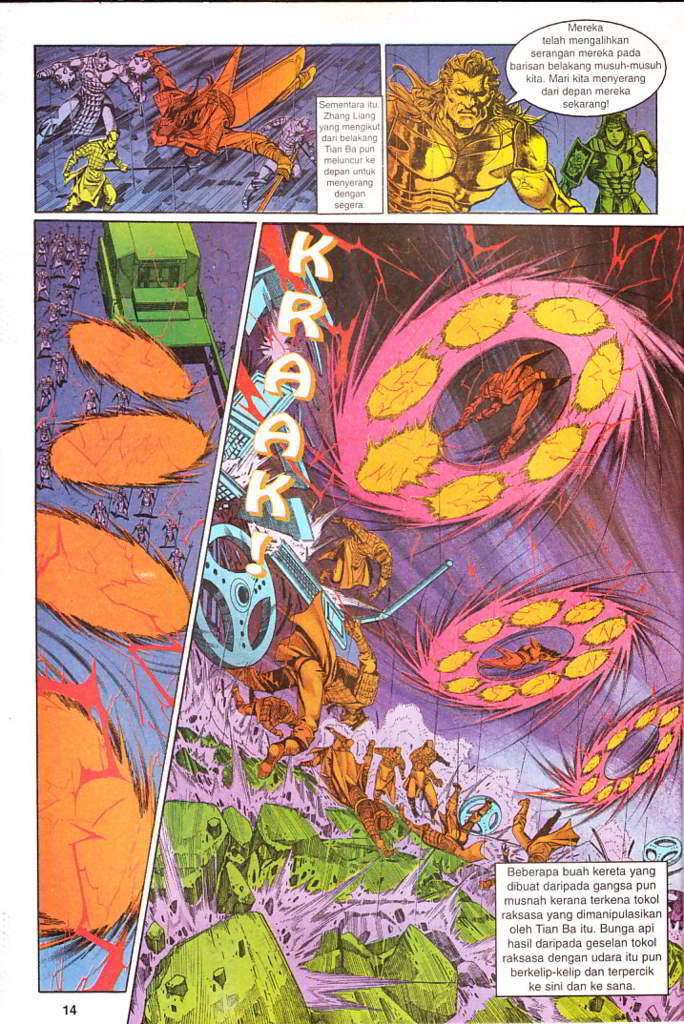 Sementara itu,
Zhang Liang
yang mengikut
dari belakang
Tian Ba pun
meluncur ke
depan untuk
menyerang
dengan
segera.
Mereka
telah mengalihkan
serangan mereka pada
barisan belakang musuh-musuh
kita. Mari kita menyerang
dari depan mereka
sekarang!
KRAAK!
Beberapa buah kereta yang
dibuat daripada gangsa pun
musnah kerana terkena tokol
raksasa yang dimanipulasikan
oleh Tian Ba itu. Bunga api
hasil daripada geselan tokol
raksasa dengan udara itu pun
berkelip-kelip dan terpercik
ke sini dan ke sana.
14